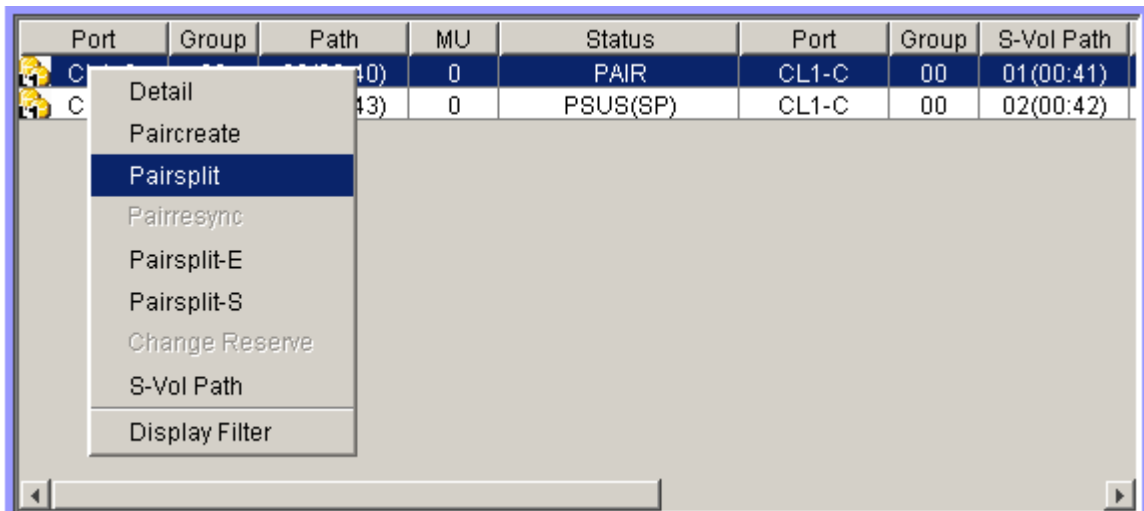 Port Group Path MU Status Port Group S-Vol Path
40) 0 PAIR CL1-C 00 01(00:41)
C 43) 0 PSUS(SP) CL1-C 00 02(00:42)
Detail
Paircreate
Pairsplit
Pairresync
Pairsplit-E
Pairsplit-S
Change Reserve
S-Vol Path
Display Filter